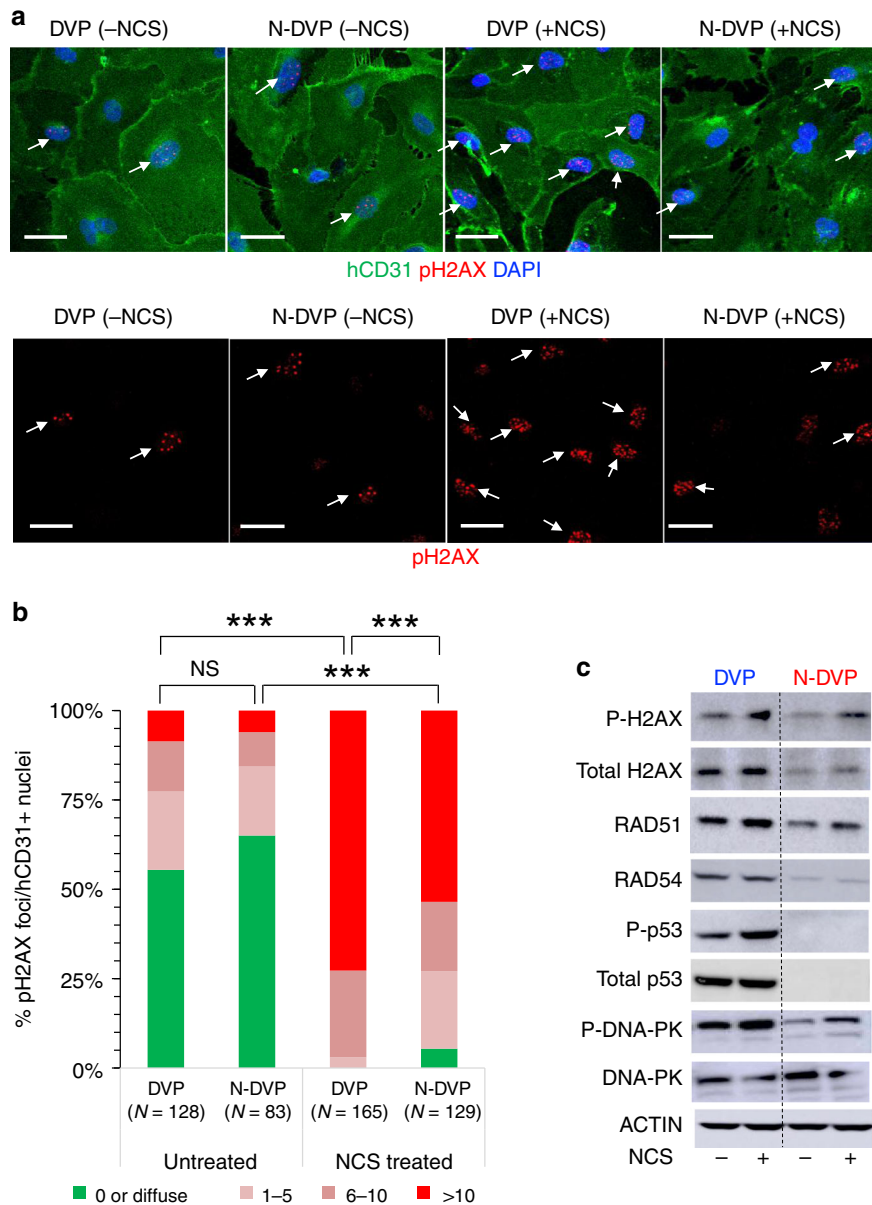 a
DVP (–NCS)
N-DVP (–NCS)
DVP (+NCS)
N-DVP (+NCS)
hCD31 pH2AX DAPI
DVP (–NCS)
N-DVP (–NCS)
DVP (+NCS)
N-DVP (+NCS)
pH2AX
b
***
***
NS
***
% pH2AX foci/hCD31+ nuclei
100%
75%
50%
25%
0%
DVP
(N = 128)
N-DVP
(N = 83)
DVP
(N = 165)
N-DVP
(N = 129)
Untreated
NCS treated
0 or diffuse
1–5
6–10
>10
c
DVP
N-DVP
P-H2AX
Total H2AX
RAD51
RAD54
P-p53
Total p53
P-DNA-PK
DNA-PK
ACTIN
NCS – + – +